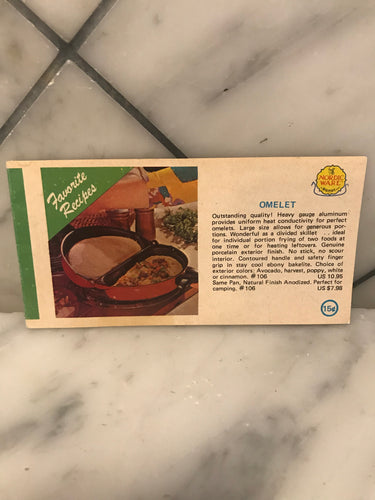 Favorite
Recipes
NORDIC
WARE
OMELET
Outstanding quality! Heavy gauge aluminum
provides uniform heat conductivity for perfect
omelets. Large size allows for generous por-
tions. Wonderful as a divided skillet . . . ideal
for individual portion frying of two foods at
one time or for heating leftovers. Genuine
porcelain exterior finish. No stick, no scour
interior. Contoured handle and safety finger
grip in stay cool ebony bakelite. Choice of
exterior colors: Avocado, harvest, poppy, white
or cinnamon. #106 US 10.95
Same Pan, Natural Finish Anodized. Perfect for
camping. #106 US $7.98
15¢